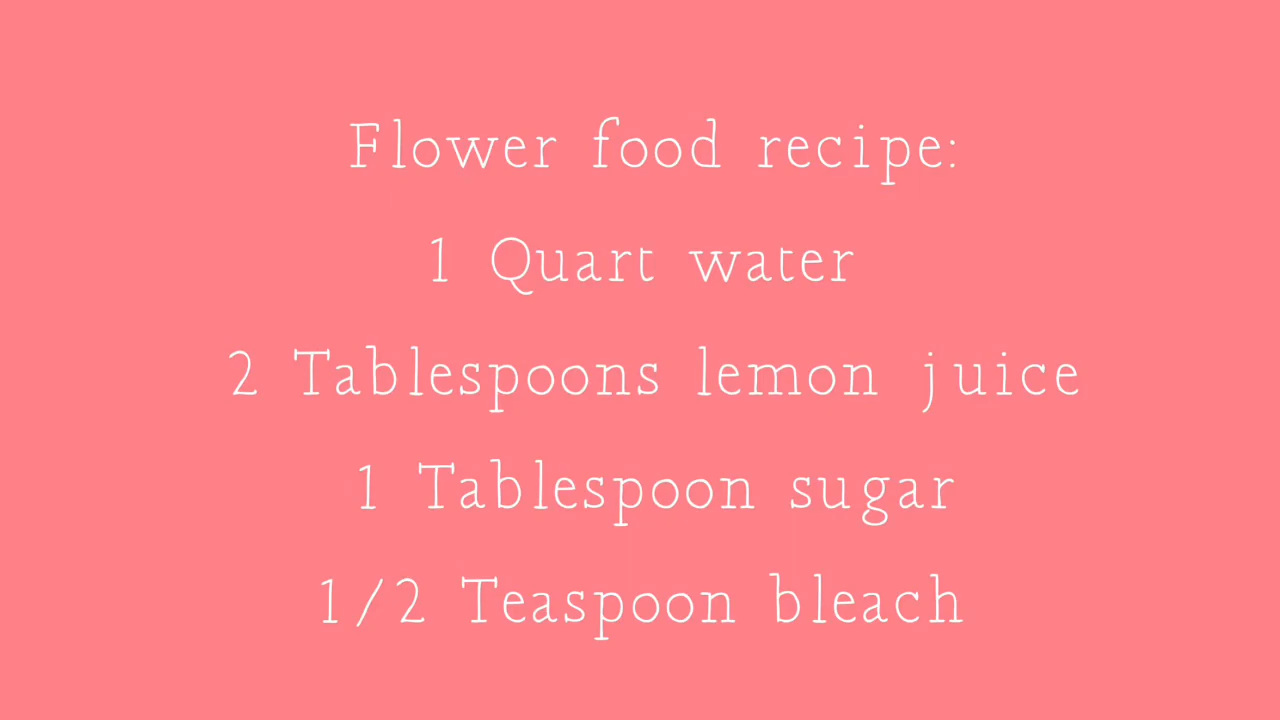 Flower food recipe:
1 Quart water
2 Tablespoons lemon juice
1 Tablespoon sugar
1/2 Teaspoon bleach